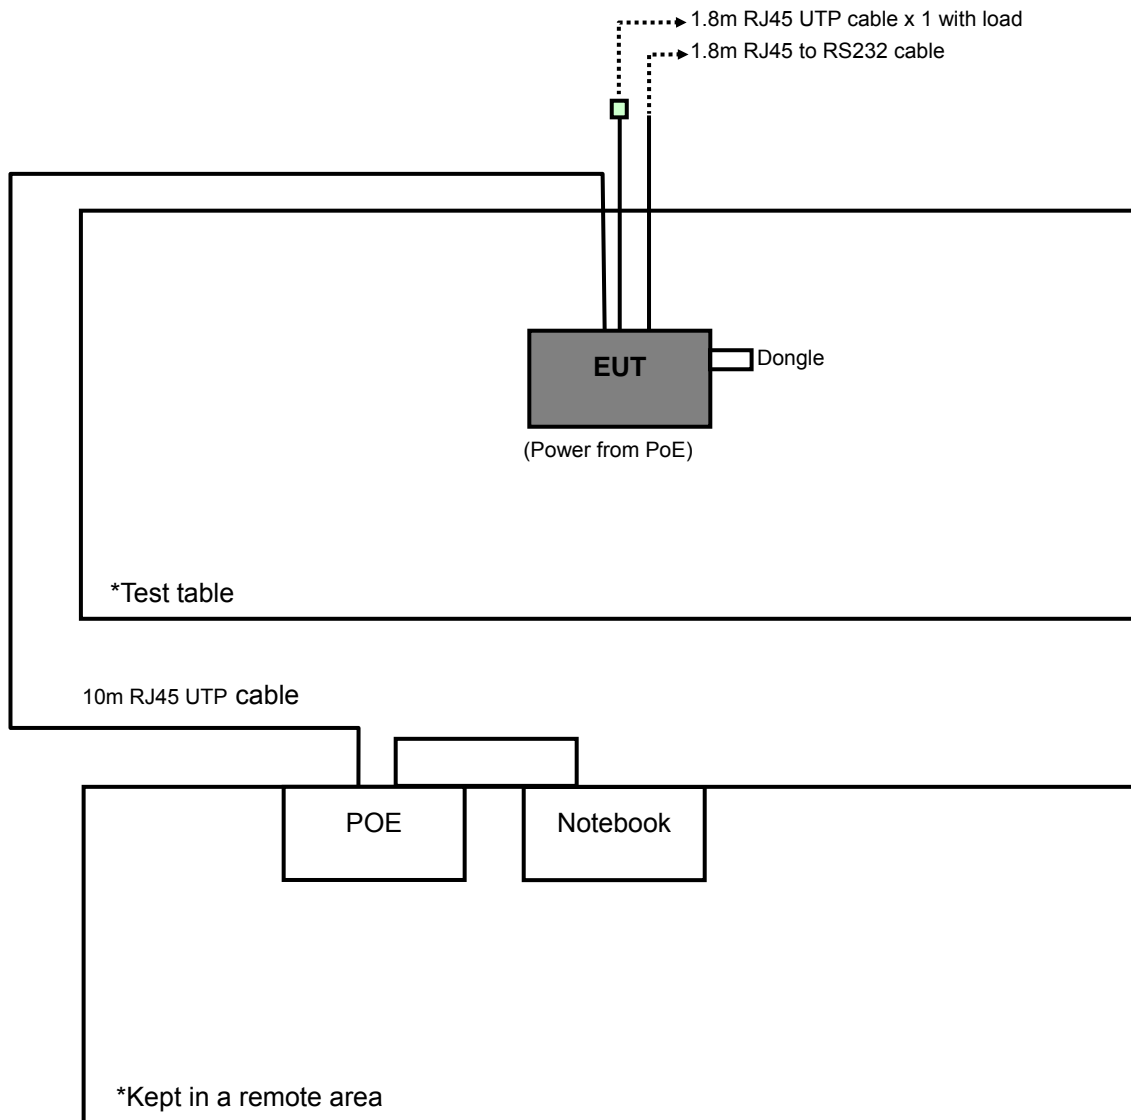 1.8m RJ45 UTP cable x 1 with load
1.8m RJ45 to RS232 cable
EUT
Dongle
(Power from PoE)
*Test table
10m RJ45 UTP cable
POE
Notebook
*Kept in a remote area